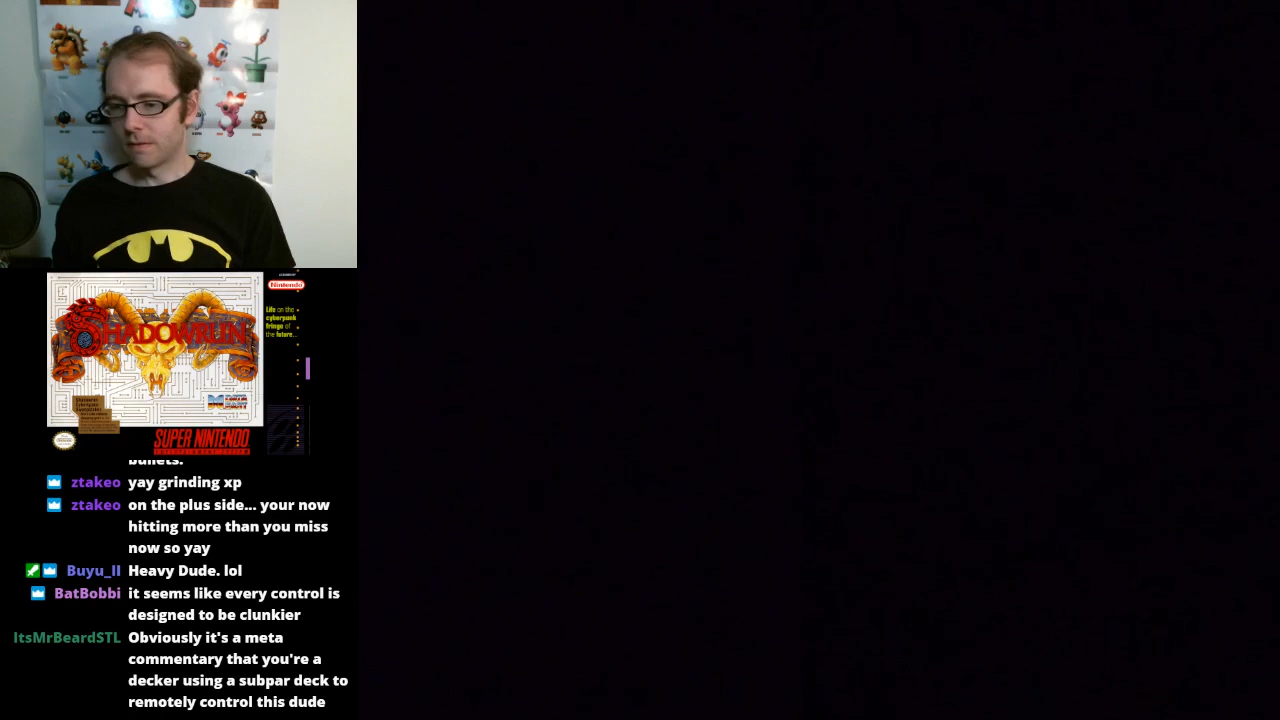 Nintendo
Life on the
cyberpunk
fringe of
the future...
SHADOWRUN
SUPER NINTENDO
ENTERTAINMENT SYSTEM
bullets.
ztakeo yay grinding xp
ztakeo on the plus side... your now
hitting more than you miss
now so yay
Buyu_II Heavy Dude. lol
BatBobbi it seems like every control is
designed to be clunkier
ItsMrBeardSTL Obviously it's a meta
commentary that you're a
decker using a subpar deck to
remotely control this dude